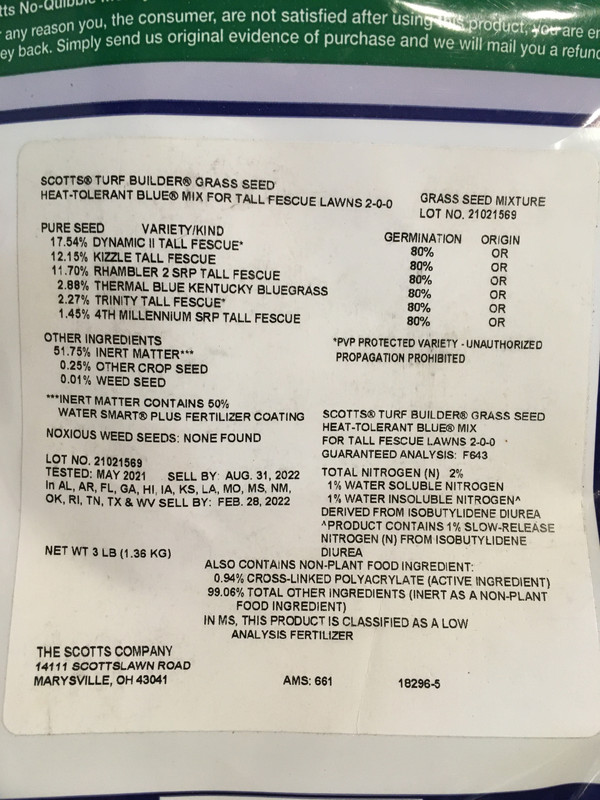 tts No-Quibble
any reason you, the consumer, are not satisfied after using this product, you are en
ey back. Simply send us original evidence of purchase and we will mail you a refund
SCOTTS® TURF BUILDER® GRASS SEED
HEAT-TOLERANT BLUE® MIX FOR TALL FESCUE LAWNS 2-0-0
GRASS SEED MIXTURE
LOT NO. 21021569
PURE SEED VARIETY/KIND GERMINATION ORIGIN
17.54% DYNAMIC II TALL FESCUE* 80% OR
12.15% KIZZLE TALL FESCUE 80% OR
11.70% RHAMBLER 2 SRP TALL FESCUE 80% OR
2.88% THERMAL BLUE KENTUCKY BLUEGRASS 80% OR
2.27% TRINITY TALL FESCUE* 80% OR
1.45% 4TH MILLENNIUM SRP TALL FESCUE 80% OR
OTHER INGREDIENTS
51.75% INERT MATTER***
0.25% OTHER CROP SEED
0.01% WEED SEED
*PVP PROTECTED VARIETY - UNAUTHORIZED
PROPAGATION PROHIBITED
***INERT MATTER CONTAINS 50%
WATER SMART® PLUS FERTILIZER COATING
NOXIOUS WEED SEEDS: NONE FOUND
LOT NO. 21021569
TESTED: MAY 2021 SELL BY: AUG. 31, 2022
In AL, AR, FL, GA, HI, IA, KS, LA, MO, MS, NM,
OK, RI, TN, TX & WV SELL BY: FEB. 28, 2022
NET WT 3 LB (1.36 KG)
SCOTTS® TURF BUILDER® GRASS SEED
HEAT-TOLERANT BLUE® MIX
FOR TALL FESCUE LAWNS 2-0-0
GUARANTEED ANALYSIS: F643
TOTAL NITROGEN (N) 2%
1% WATER SOLUBLE NITROGEN
1% WATER INSOLUBLE NITROGEN^
DERIVED FROM ISOBUTYLIDENE DIUREA
^PRODUCT CONTAINS 1% SLOW-RELEASE
NITROGEN (N) FROM ISOBUTYLIDENE
DIUREA
ALSO CONTAINS NON-PLANT FOOD INGREDIENT:
0.94% CROSS-LINKED POLYACRYLATE (ACTIVE INGREDIENT)
99.06% TOTAL OTHER INGREDIENTS (INERT AS A NON-PLANT
FOOD INGREDIENT)
IN MS, THIS PRODUCT IS CLASSIFIED AS A LOW
ANALYSIS FERTILIZER
THE SCOTTS COMPANY
14111 SCOTTSLAWN ROAD
MARYSVILLE, OH 43041
AMS: 661
18296-5